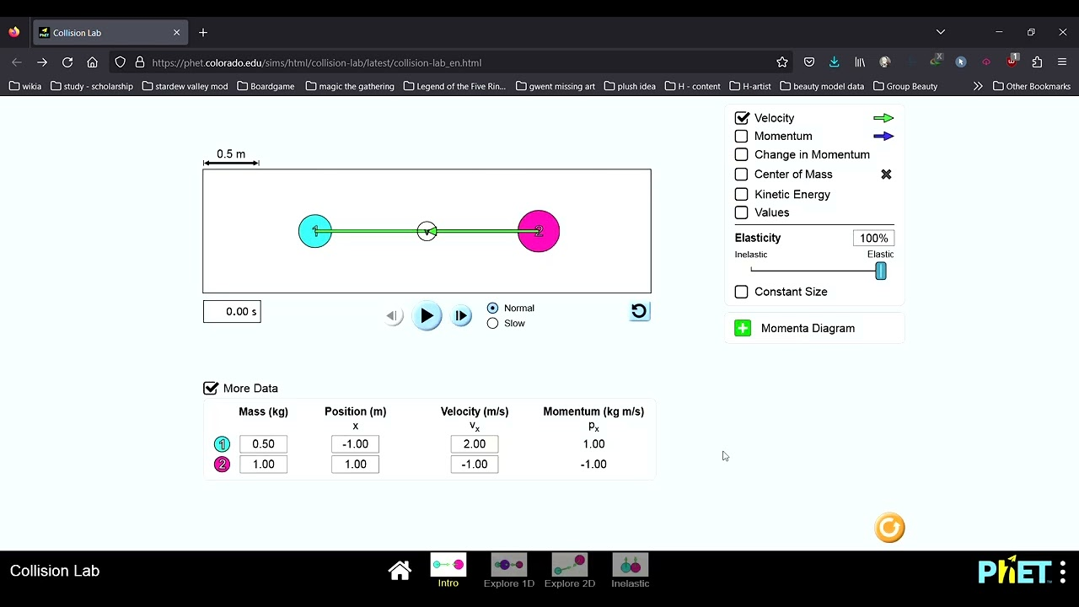 Collision Lab
https://phet.colorado.edu/sims/html/collision-lab/latest/collision-lab_en.html
wikia study - scholarship stardew valley mod Boardgame magic the gathering Legend of the Five Rin... gwent missing art plush idea H - content H-artist beauty model data Group Beauty Other Bookmarks
0.5 m
1 v 2
0.00 s
Normal
Slow
Velocity
Momentum
Change in Momentum
Center of Mass
Kinetic Energy
Values
Elasticity 100%
Inelastic Elastic
Constant Size
Momenta Diagram
More Data
Mass (kg) Position (m) Velocity (m/s) Momentum (kg m/s)
x vx px
1 0.50 -1.00 2.00 1.00
2 1.00 1.00 -1.00 -1.00
Collision Lab
Intro Explore 1D Explore 2D Inelastic
PhET